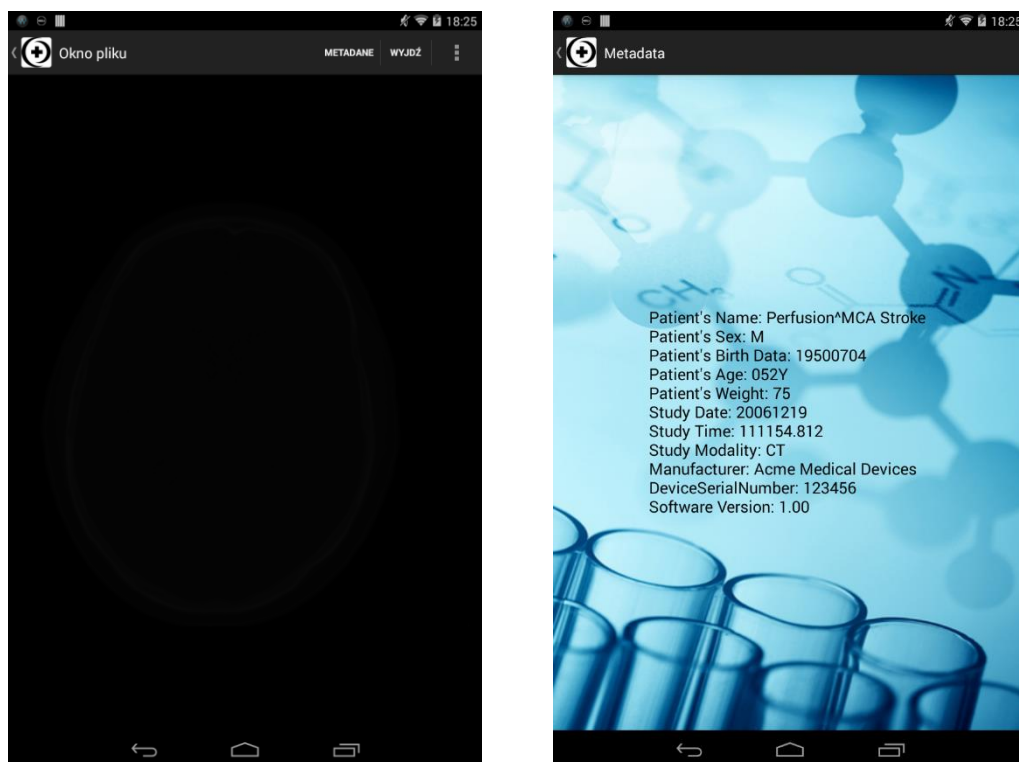 18:25
Okno pliku
METADANE
WYJDŹ
18:25
Metadata
CH₂
N
Patient's Name: Perfusion^MCA Stroke
Patient's Sex: M
Patient's Birth Data: 19500704
Patient's Age: 052Y
Patient's Weight: 75
Study Date: 20061219
Study Time: 111154.812
Study Modality: CT
Manufacturer: Acme Medical Devices
DeviceSerialNumber: 123456
Software Version: 1.00